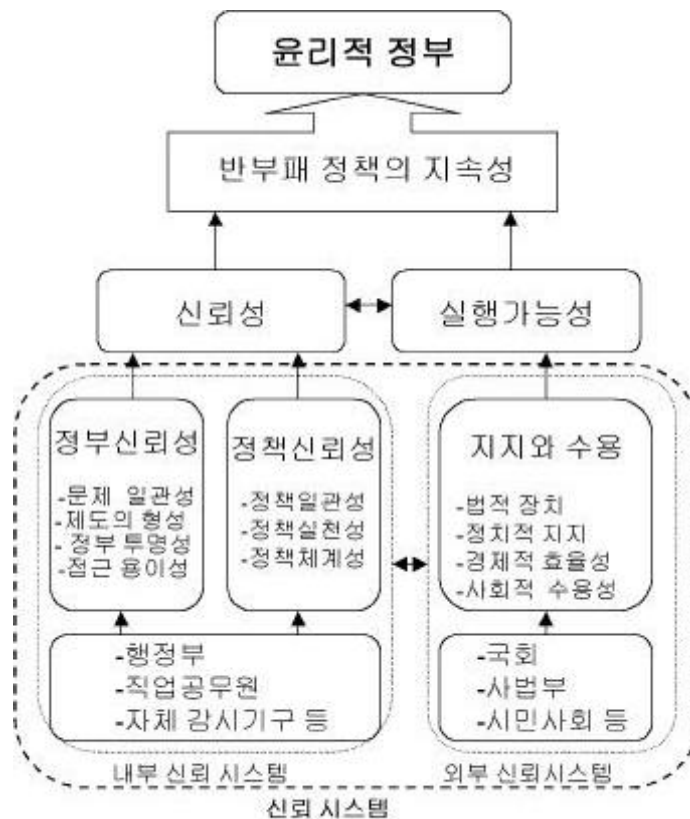 윤리적 정부
반부패 정책의 지속성
신뢰성
실행가능성
정부신뢰성
-문제 일관성
-제도의 형성
- 정부 투명성
-접근 용이성
정책신뢰성
-정책일관성
-정책실천성
-정책체계성
지지와 수용
-법적 장치
-정치적 지지
-경제적 효율성
-사회적 수용성
-행정부
-직업공무원
-자체 감시기구 등
-국회
-사법부
-시민사회 등
내부 신뢰 시스템
외부 신뢰시스템
신뢰 시스템